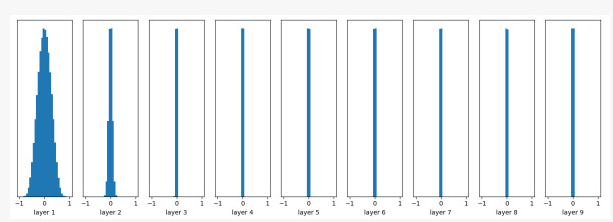 −1 0 1 −1 0 1 −1 0 1 −1 0 1 −1 0 1 −1 0 1 −1 0 1 −1 0 1 −1 0 1
layer 1 layer 2 layer 3 layer 4 layer 5 layer 6 layer 7 layer 8 layer 9